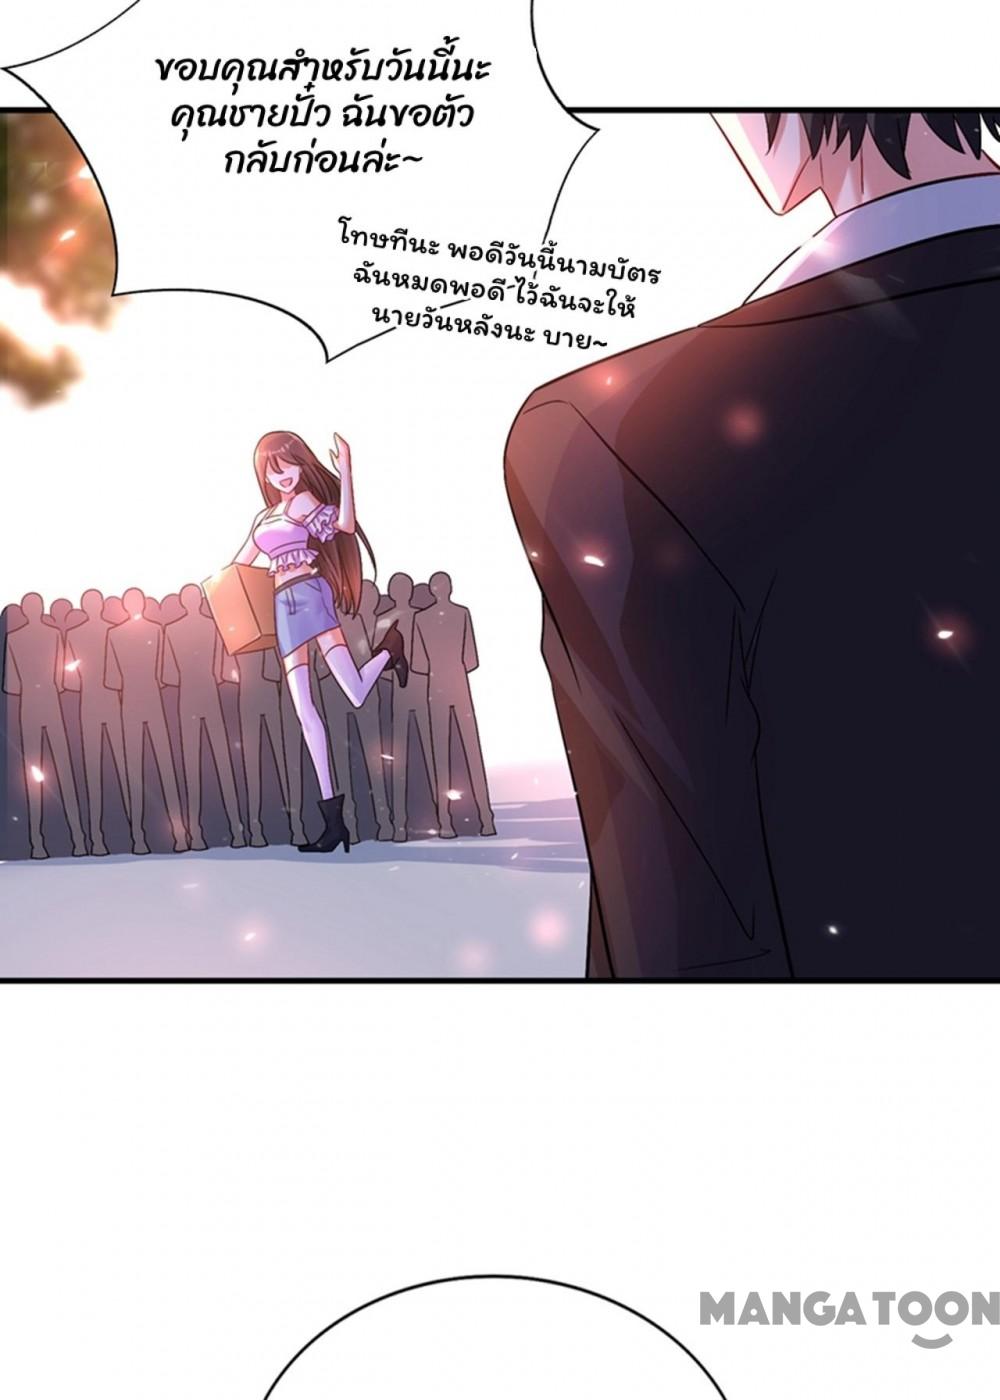 ขอบคุณสำหรับวันนี้นะ
คุณชายปั๋ว ฉันขอตัว
กลับก่อนล่ะ~
โทษทีนะ พอดีวันนี้นามบัตร
ฉันหมดพอดี ไว้ฉันจะให้
นายวันหลังนะ บาย~
MANGATOON